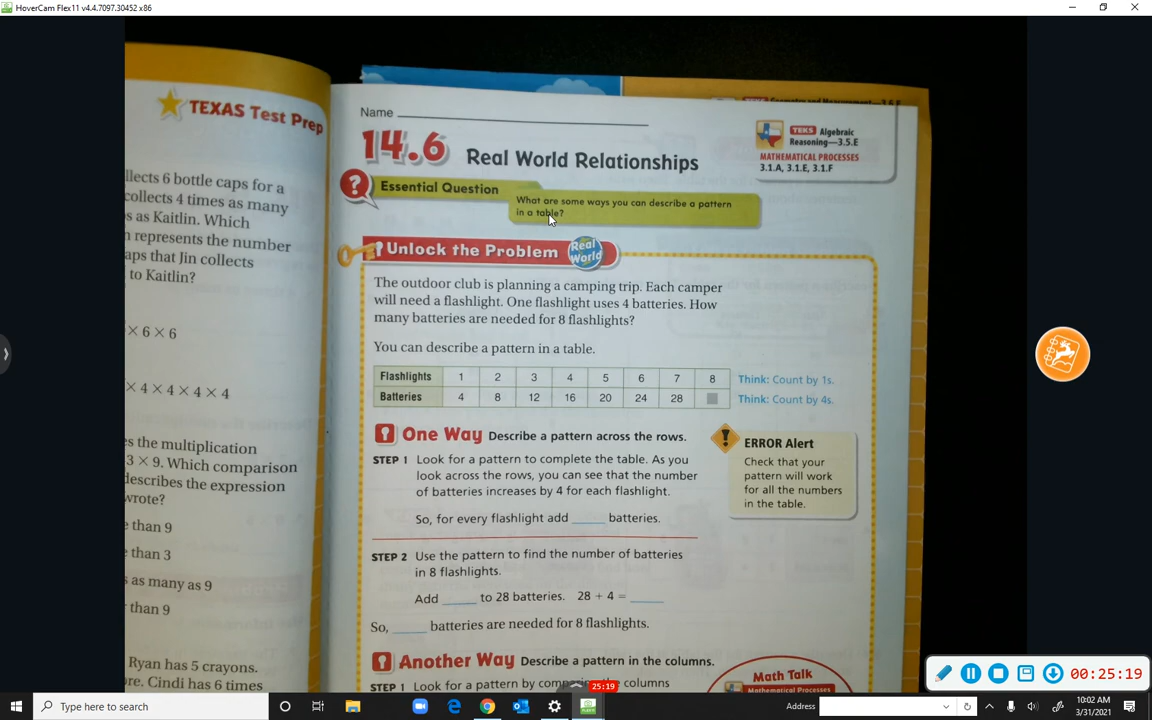 HoverCam Flex11 v4.4.7097.30452 x86
TEXAS Test Prep
llects 6 bottle caps for a
collects 4 times as many
s as Kaitlin. Which
represents the number
aps that Jin collects
to Kaitlin?
× 6 × 6
× 4 × 4 × 4 × 4
es the multiplication
3 × 9. Which comparison
describes the expression
wrote?
e than 9
e than 3
s as many as 9
than 9
Ryan has 5 crayons.
re. Cindi has 6 times
Name
14.6 Real World Relationships
TEKS Algebraic
Reasoning—3.5.E
MATHEMATICAL PROCESSES
3.1.A, 3.1.E, 3.1.F
? Essential Question
What are some ways you can describe a pattern
in a table?
Unlock the Problem Real World
The outdoor club is planning a camping trip. Each camper
will need a flashlight. One flashlight uses 4 batteries. How
many batteries are needed for 8 flashlights?
You can describe a pattern in a table.
Flashlights 1 2 3 4 5 6 7 8 Think: Count by 1s.
Batteries 4 8 12 16 20 24 28 Think: Count by 4s.
One Way Describe a pattern across the rows.
STEP 1 Look for a pattern to complete the table. As you
look across the rows, you can see that the number
of batteries increases by 4 for each flashlight.
So, for every flashlight add ____ batteries.
! ERROR Alert
Check that your
pattern will work
for all the numbers
in the table.
STEP 2 Use the pattern to find the number of batteries
in 8 flashlights.
Add ____ to 28 batteries. 28 + 4 = ____
So, ____ batteries are needed for 8 flashlights.
Another Way Describe a pattern in the columns.
STEP 1 Look for a pattern by comparing the columns
Math Talk
Mathematical Processes
00:25:19
25:19
Type here to search
Address
10:02 AM
3/31/2021